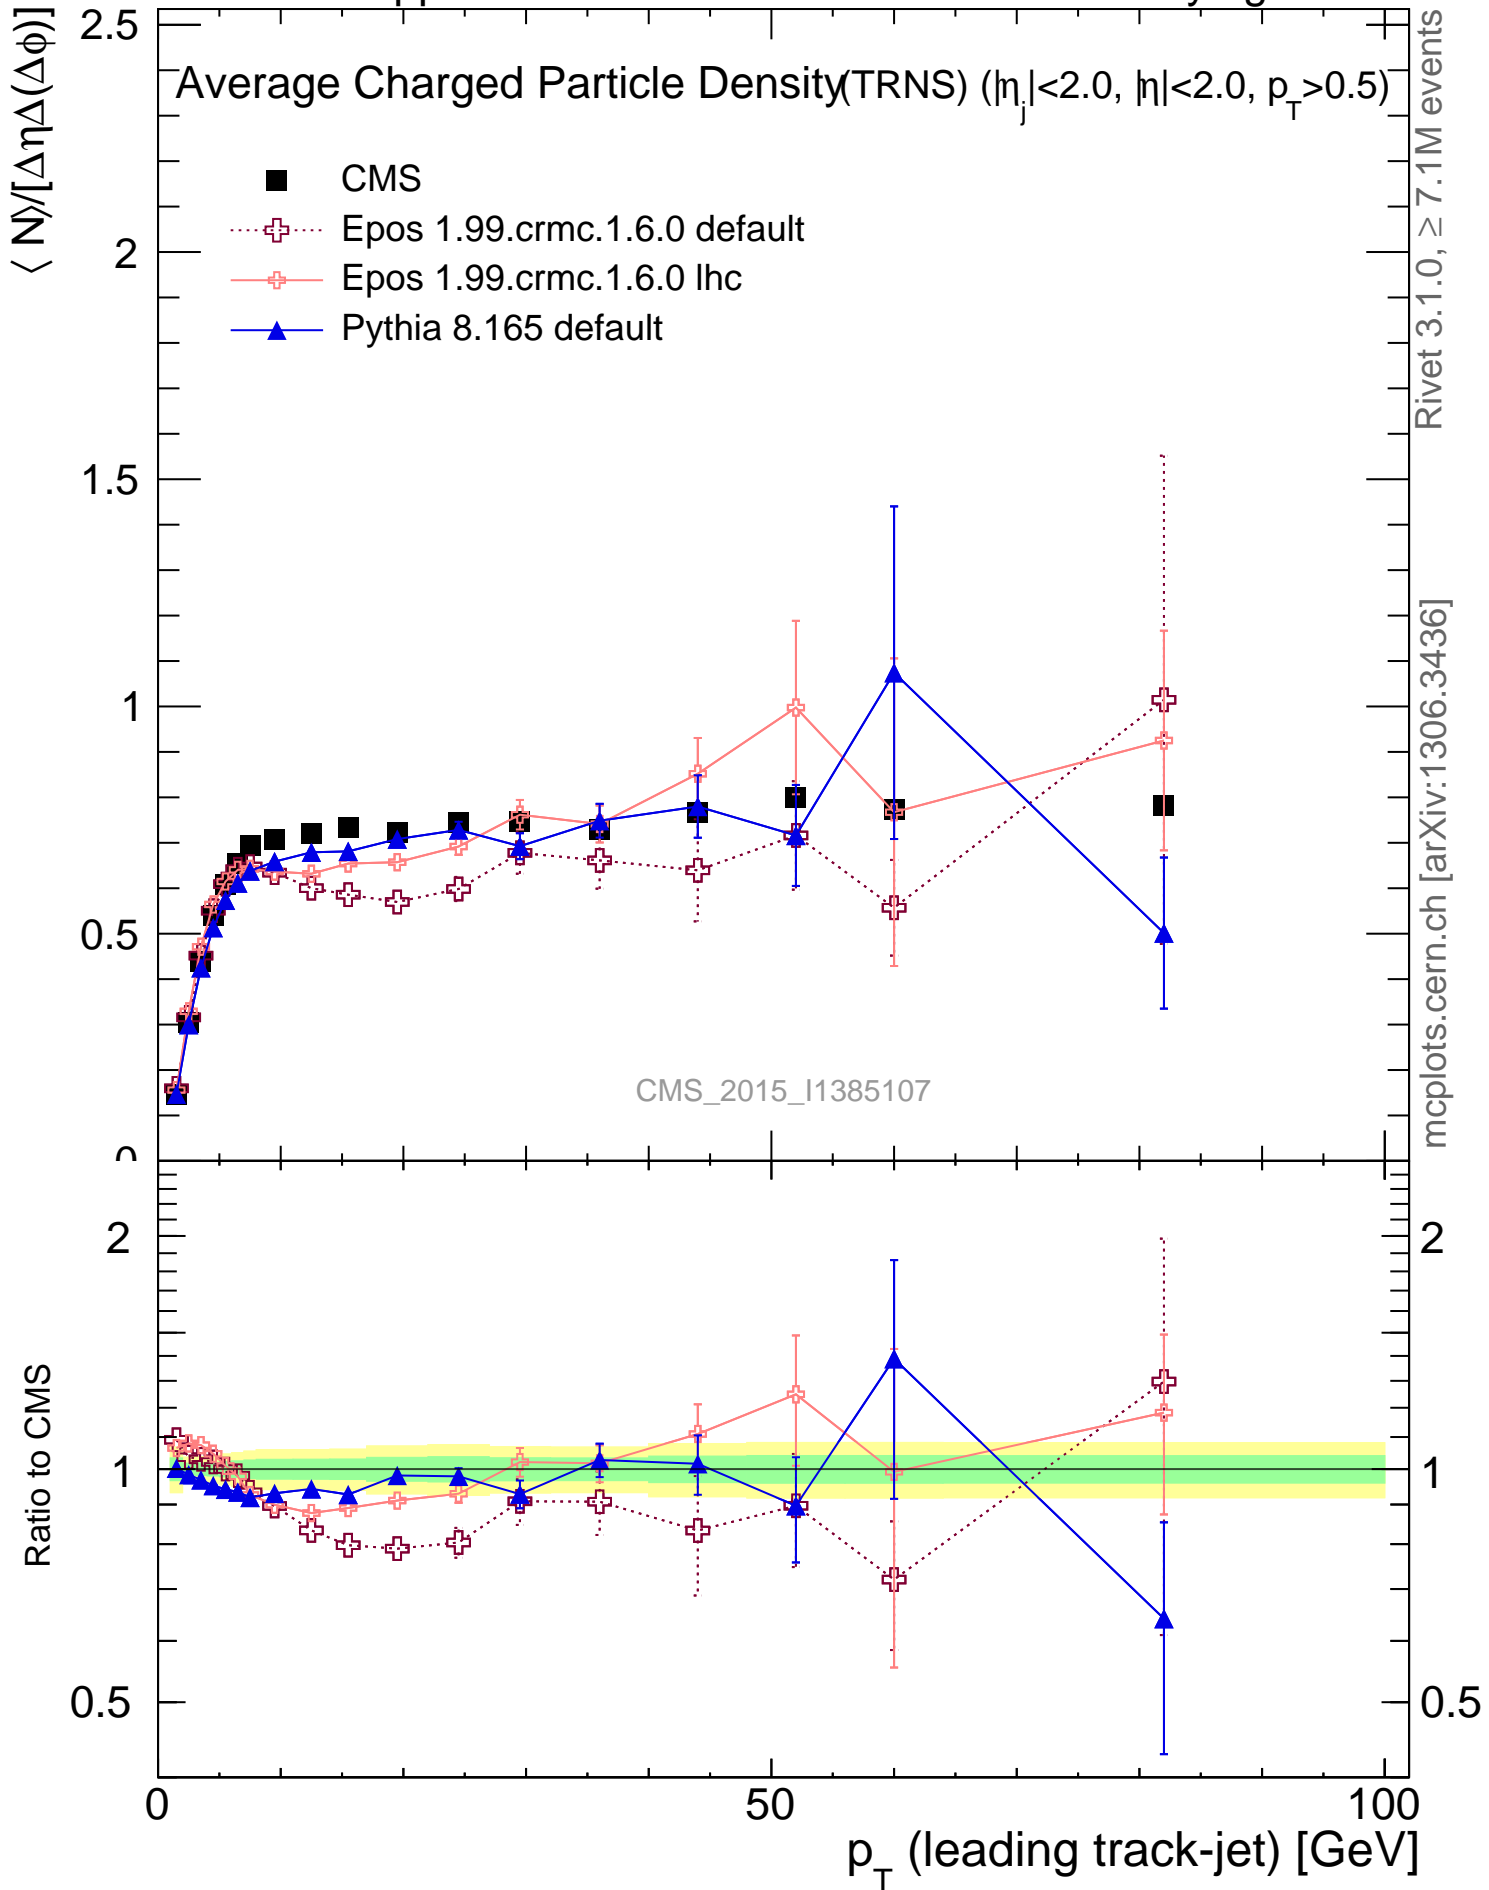 ⟨ N⟩/[ΔηΔ(Δϕ)]
Average Charged Particle Density(TRNS) (|η_j|<2.0, |η|<2.0, p_T>0.5)
CMS
Epos 1.99.crmc.1.6.0 default
Epos 1.99.crmc.1.6.0 lhc
Pythia 8.165 default
2.5
2
1.5
1
0.5
0
CMS_2015_I1385107
Rivet 3.1.0, ≥ 7.1M events
mcplots.cern.ch [arXiv:1306.3436]
Ratio to CMS
2
1
0.5
2
1
0.5
0
50
100
p_T (leading track-jet) [GeV]